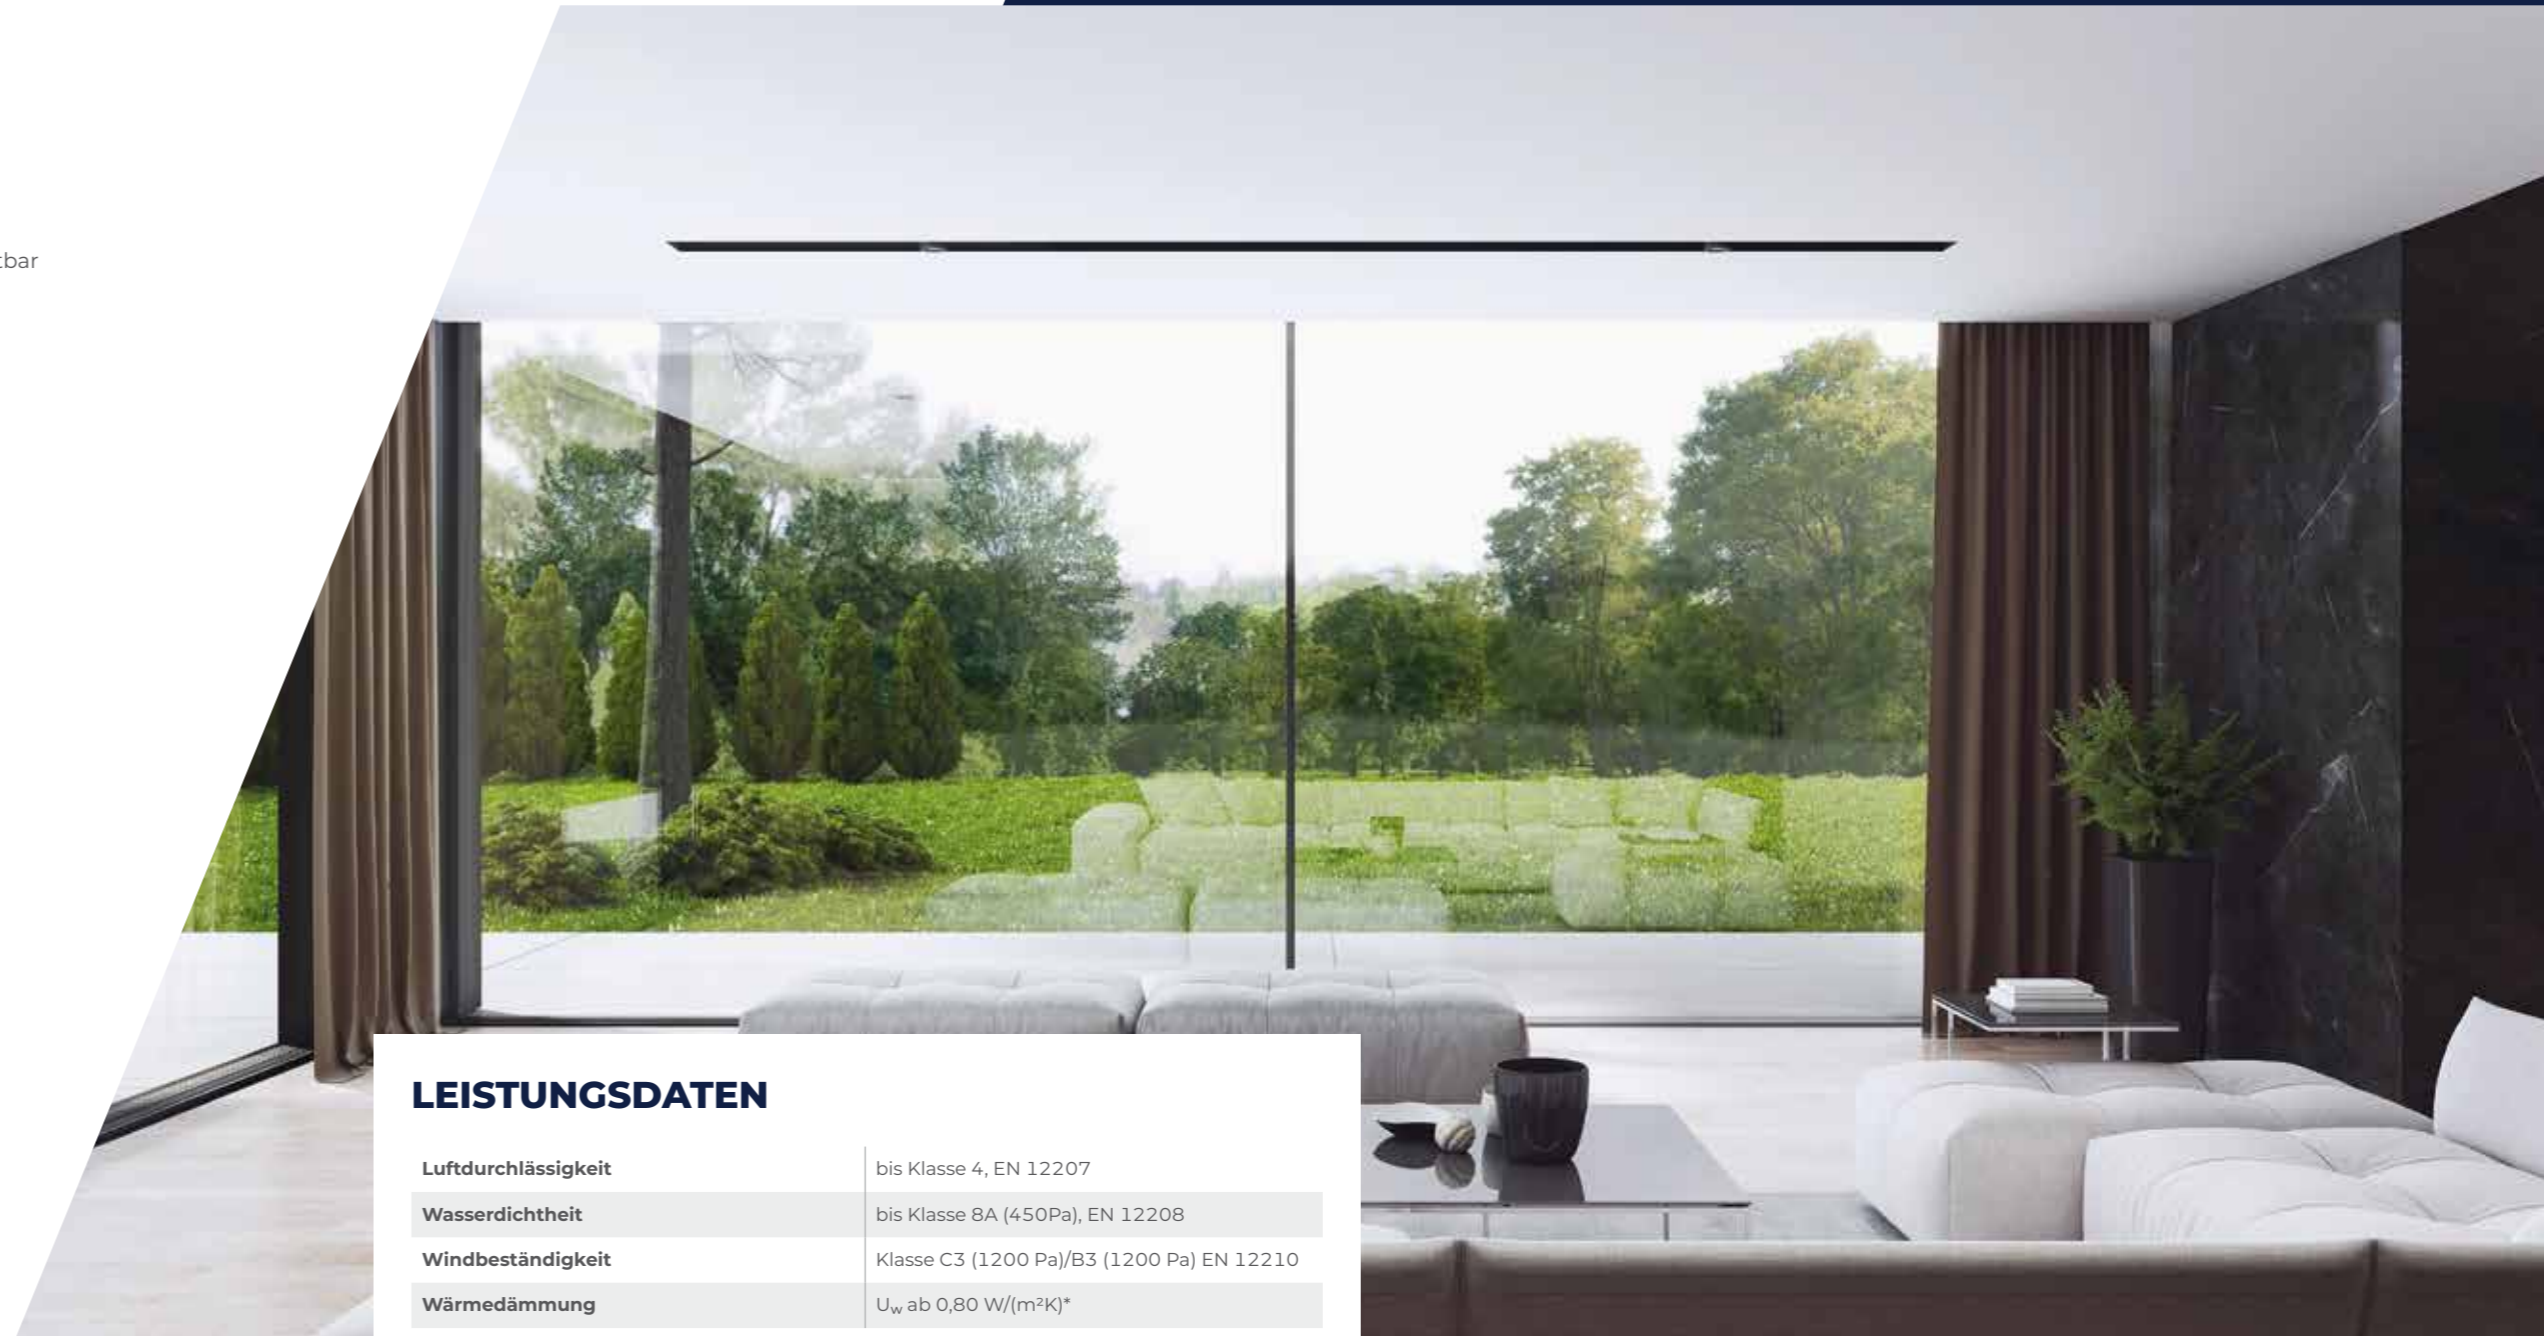 tbar
LEISTUNGSDATEN
Luftdurchlässigkeit bis Klasse 4, EN 12207
Wasserdichtheit bis Klasse 8A (450Pa), EN 12208
Windbeständigkeit Klasse C3 (1200 Pa)/B3 (1200 Pa) EN 12210
Wärmedämmung Uw ab 0,80 W/(m²K)*